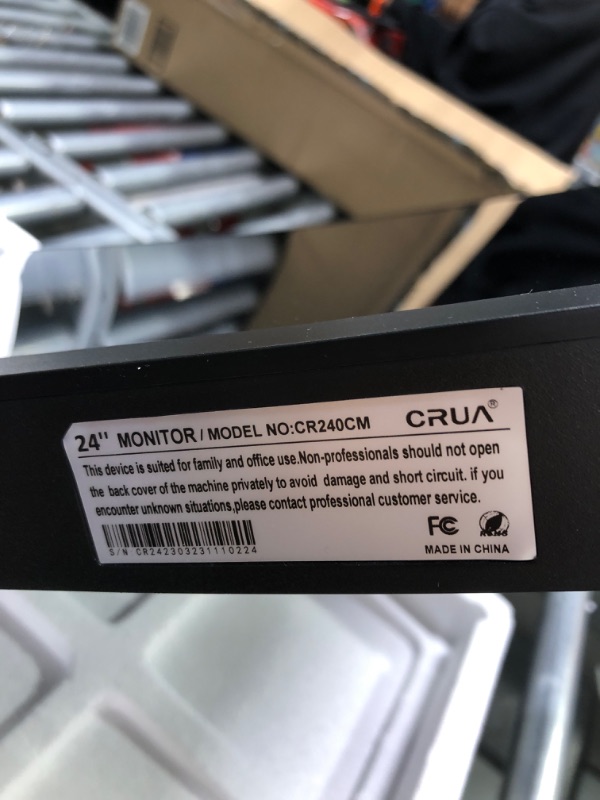 24" MONITOR / MODEL NO:CR240CM CRUA®
This device is suited for family and office use.Non-professionals should not open
the back cover of the machine privately to avoid damage and short circuit. if you
encounter unknown situations,please contact professional customer service.
FC
S/N CR242303231110224
MADE IN CHINA